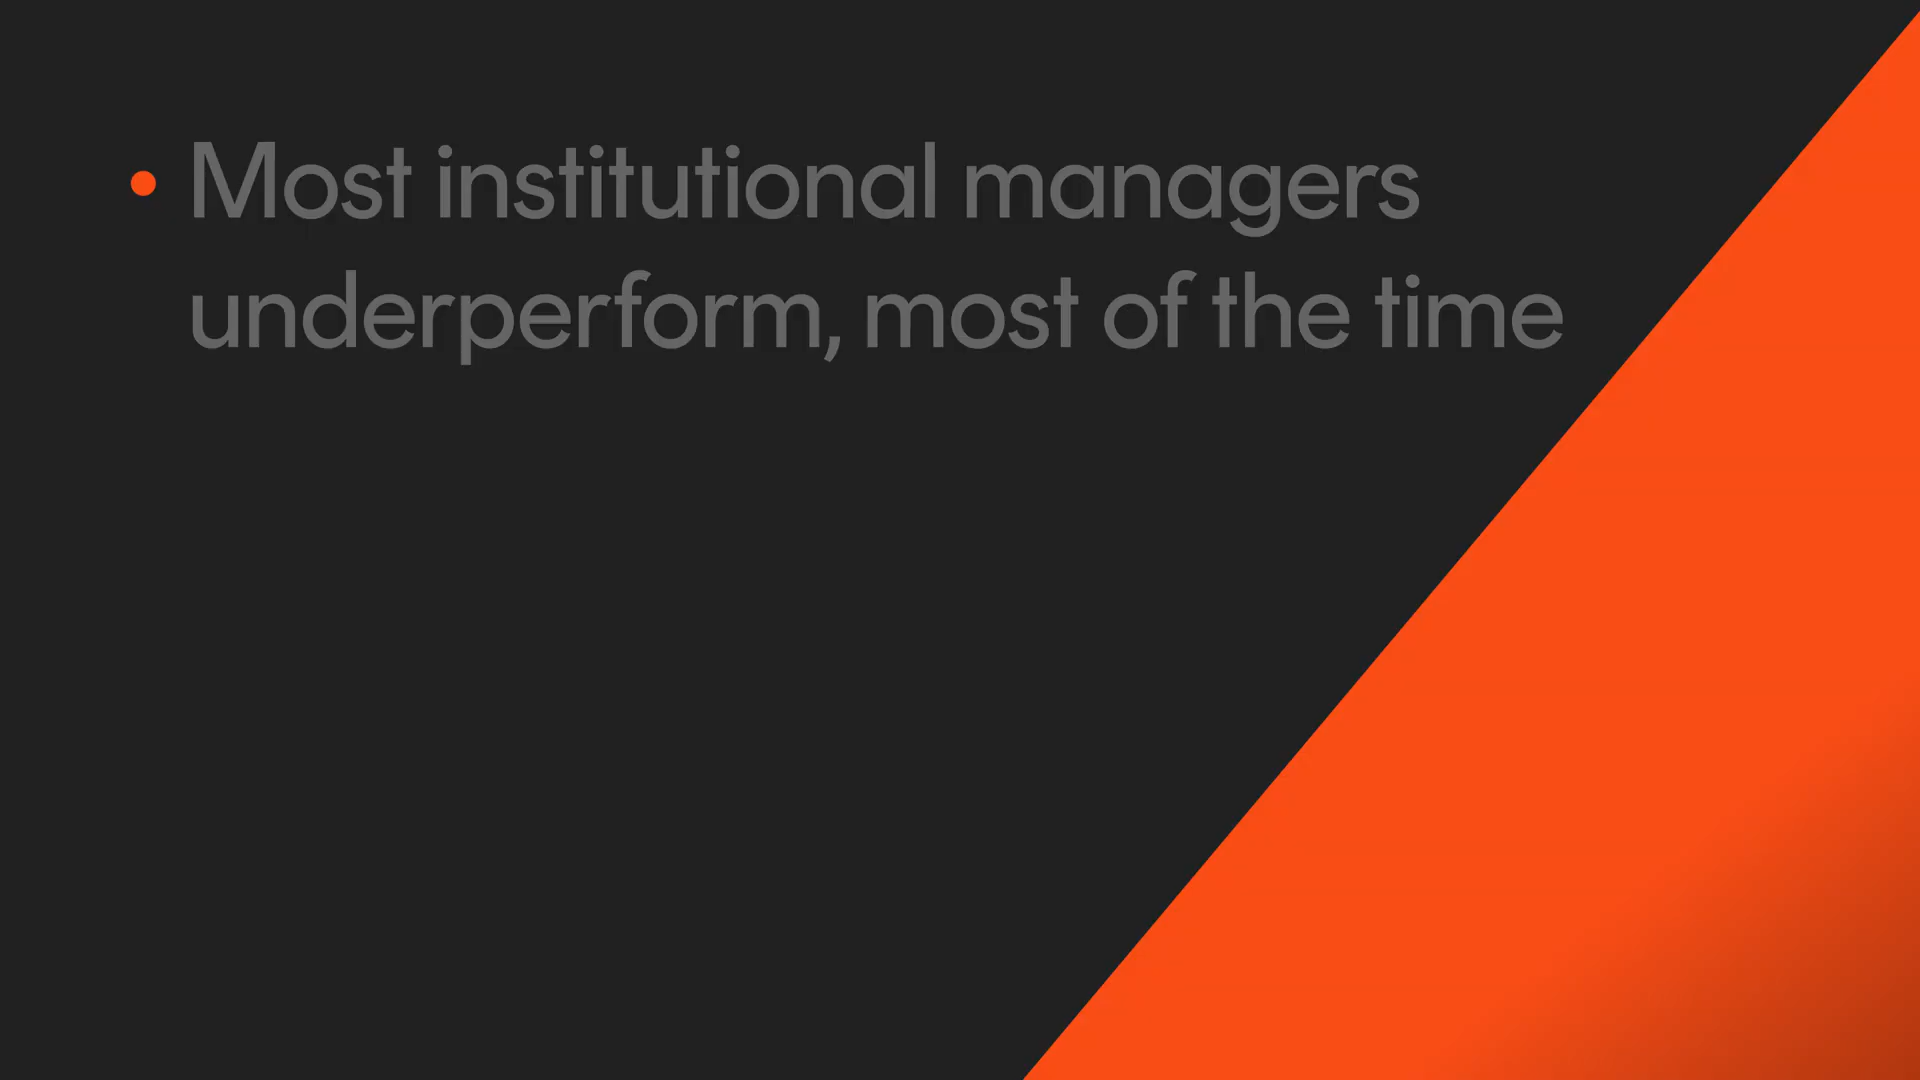 • Most institutional managers
underperform, most of the time